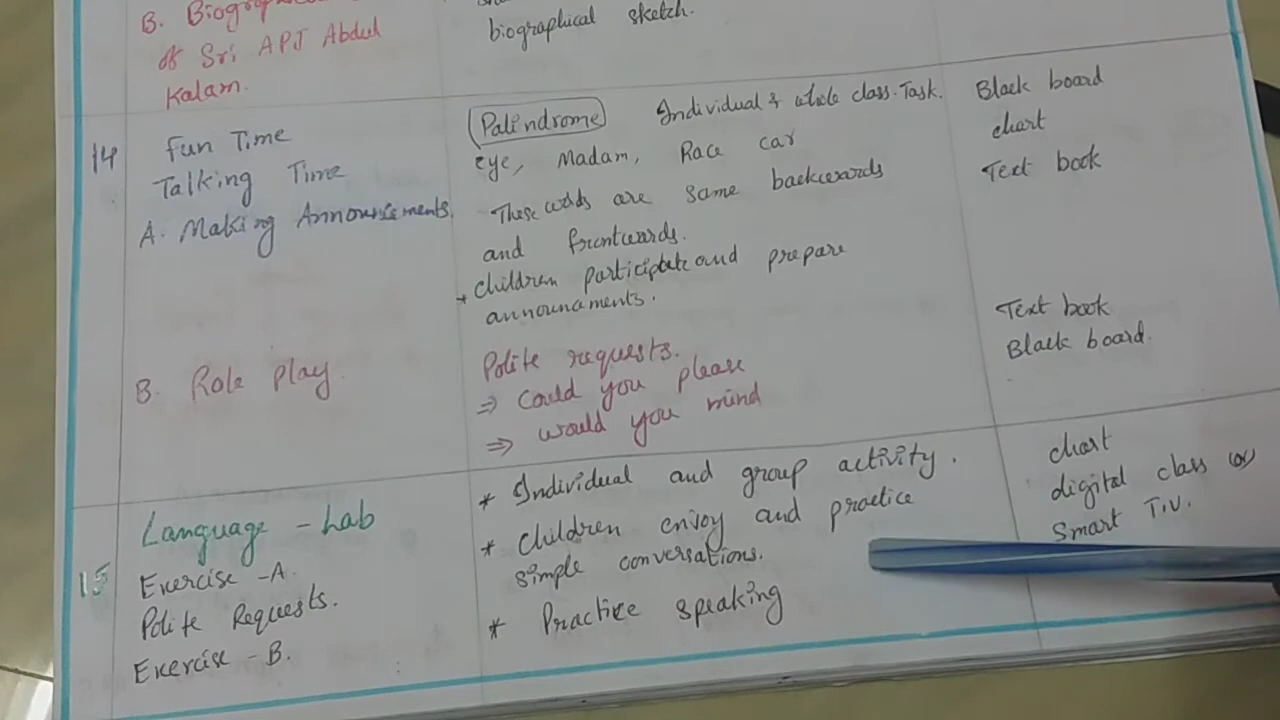 B. Biographical
of Sri APJ Abdul
Kalam.
biographical sketch.
14
Fun Time
Talking Time
A. Making Announcements.
Palindrome Individual & whole class Task.
eye, Madam, Race car
These words are same backwards
and frontwards.
* children participate and prepare
announcements.
Black board
chart
Text book
B. Role Play
Polite requests.
⇒ Could you please
⇒ would you mind
Text book
Black board.
15
Language - Lab
Exercise - A.
Polite Requests.
Exercise - B.
* Individual and group activity.
* Children enjoy and practice
simple conversations.
* Practice speaking
chart
digital class (or)
Smart T.V.